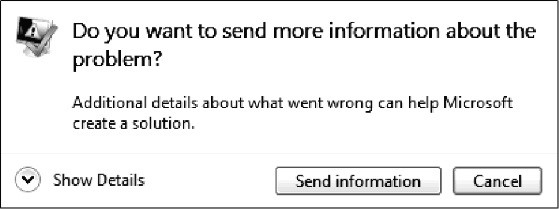 Do you want to send more information about the
problem?
Additional details about what went wrong can help Microsoft
create a solution.
Show Details
Send information
Cancel